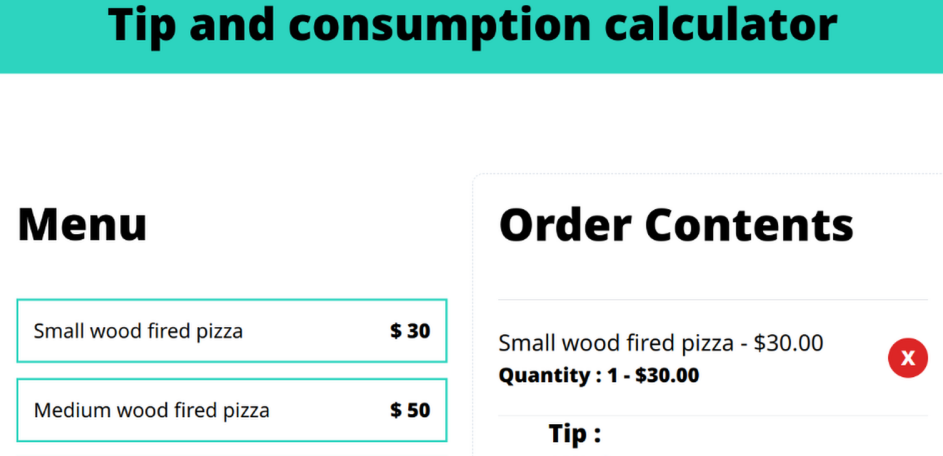 Tip and consumption calculator
Menu
Small wood fired pizza $ 30
Medium wood fired pizza $ 50
Order Contents
Small wood fired pizza - $30.00
Quantity : 1 - $30.00
X
Tip :